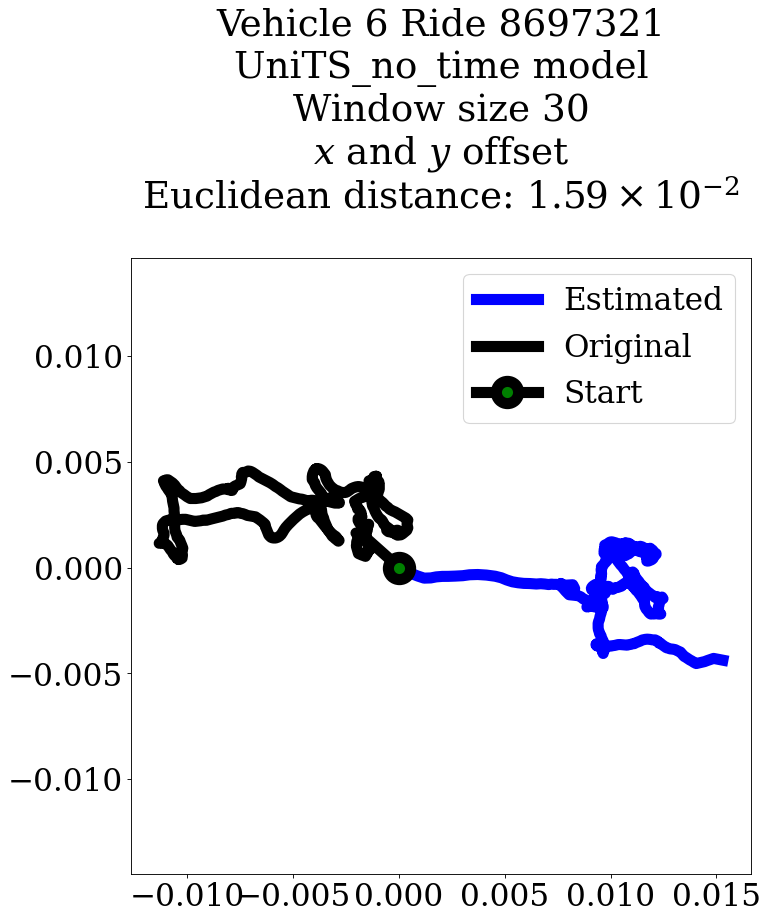 Vehicle 6 Ride 8697321
UniTS_no_time model
Window size 30
x and y offset
Euclidean distance: 1.59 × 10⁻²
Estimated
Original
Start
0.010
0.005
0.000
−0.005
−0.010
−0.010 −0.005 0.000 0.005 0.010 0.015